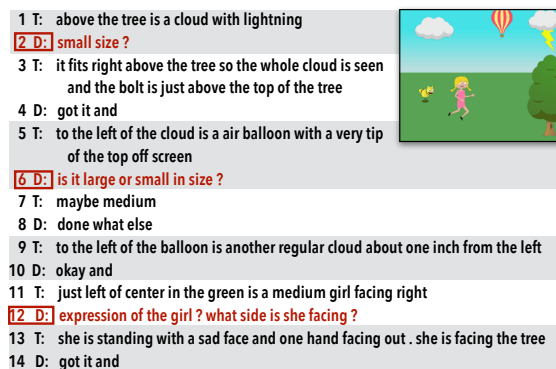 1 T: above the tree is a cloud with lightning
2 D: small size ?
3 T: it fits right above the tree so the whole cloud is seen
and the bolt is just above the top of the tree
4 D: got it and
5 T: to the left of the cloud is a air balloon with a very tip
of the top off screen
6 D: is it large or small in size ?
7 T: maybe medium
8 D: done what else
9 T: to the left of the balloon is another regular cloud about one inch from the left
10 D: okay and
11 T: just left of center in the green is a medium girl facing right
12 D: expression of the girl ? what side is she facing ?
13 T: she is standing with a sad face and one hand facing out . she is facing the tree
14 D: got it and